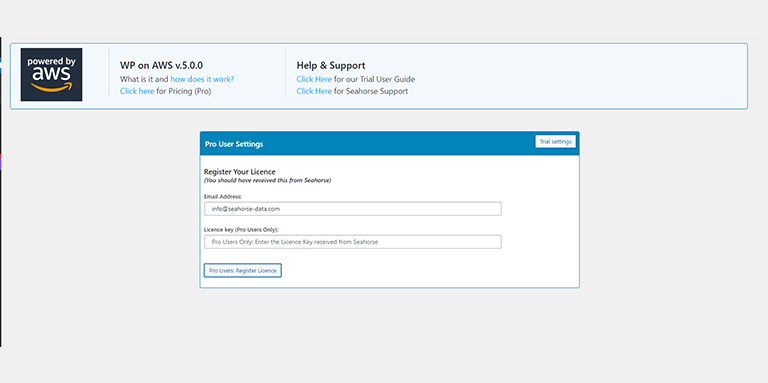 powered by
aws
WP on AWS v.5.0.0
What is it and how does it work?
Click here for Pricing (Pro)
Help & Support
Click Here for our Trial User Guide
Click Here for Seahorse Support
Pro User Settings
Trial settings
Register Your Licence
(You should have received this from Seahorse)
Email Address:
info@seahorse-data.com
Licence key (Pro Users Only):
Pro Users Only: Enter the Licence Key received from Seahorse
Pro Users: Register Licence